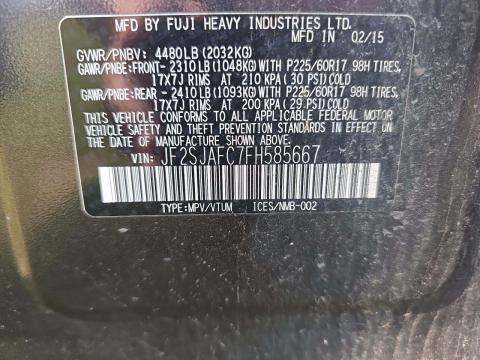 MFD BY FUJI HEAVY INDUSTRIES LTD.
MFD IN 02/15
GVWR/PNBV: 4480LB(2032KG)
GAWR/PNBE:FRONT- 2310LB(1048KG)WITH P225/60R17 98H TIRES,
17X7J RIMS AT 210 KPA(30 PSI)COLD
GAWR/PNBE:REAR - 2410LB(1093KG)WITH P225/60R17 98H TIRES,
17X7J RIMS AT 200 KPA(29 PSI)COLD
THIS VEHICLE CONFORMS TO ALL APPLICABLE FEDERAL MOTOR
VEHICLE SAFETY STANDARDS IN EFFECT ON THE DATE OF
MANUFACTURE SHOWN ABOVE.
VIN: JF2SJAFC7FH585667
TYPE:MPV/VTUM ICES/NMB-002